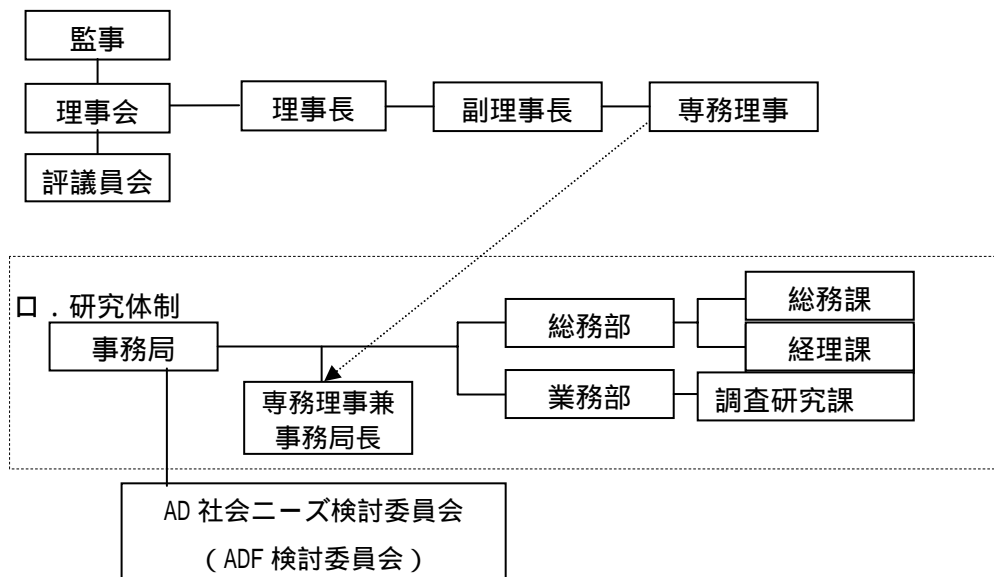 監事
理事会
理事長
副理事長
専務理事
評議員会
ロ．研究体制
事務局
専務理事兼
事務局長
総務部
総務課
経理課
業務部
調査研究課
AD 社会ニーズ検討委員会
（ADF 検討委員会）